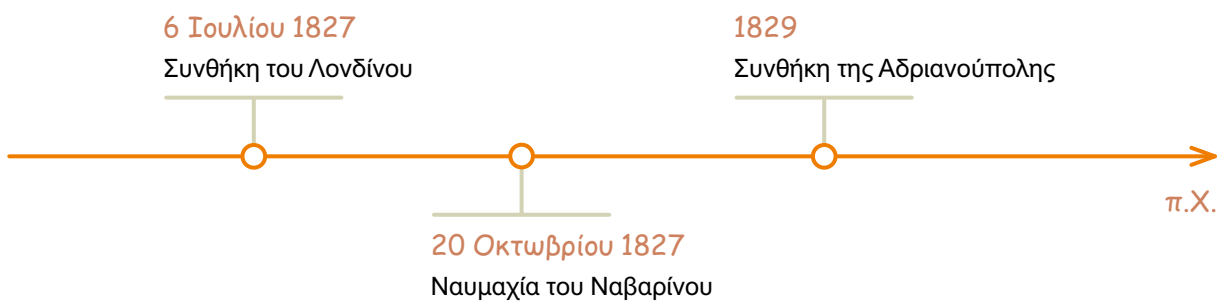 6 Ιουλίου 1827
Συνθήκη του Λονδίνου
1829
Συνθήκη της Αδριανούπολης
π.Χ.
20 Οκτωβρίου 1827
Ναυμαχία του Ναβαρίνου